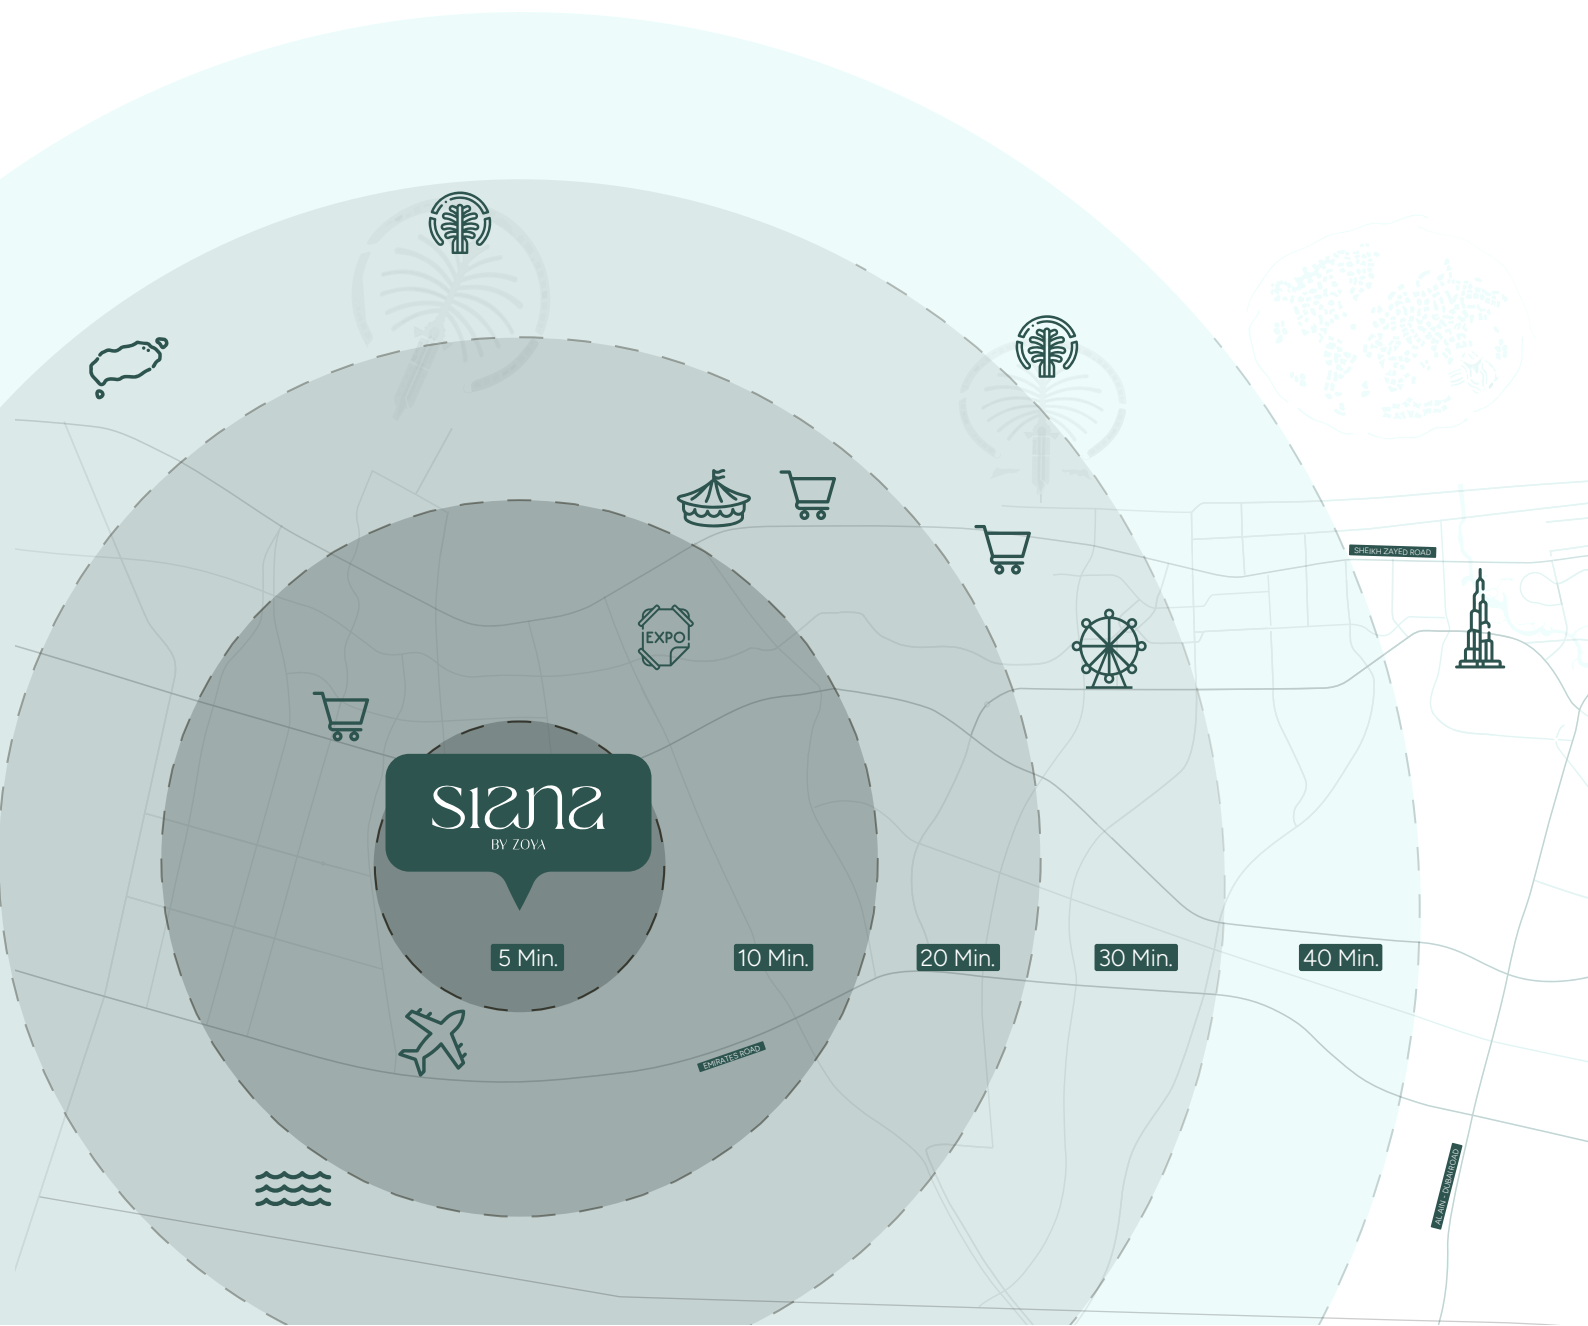 SHEIKH ZAYED ROAD
EXPO
siana
BY ZOYA
5 Min.
10 Min.
20 Min.
30 Min.
40 Min.
EMIRATES ROAD
AL AIN - DUBAI ROAD